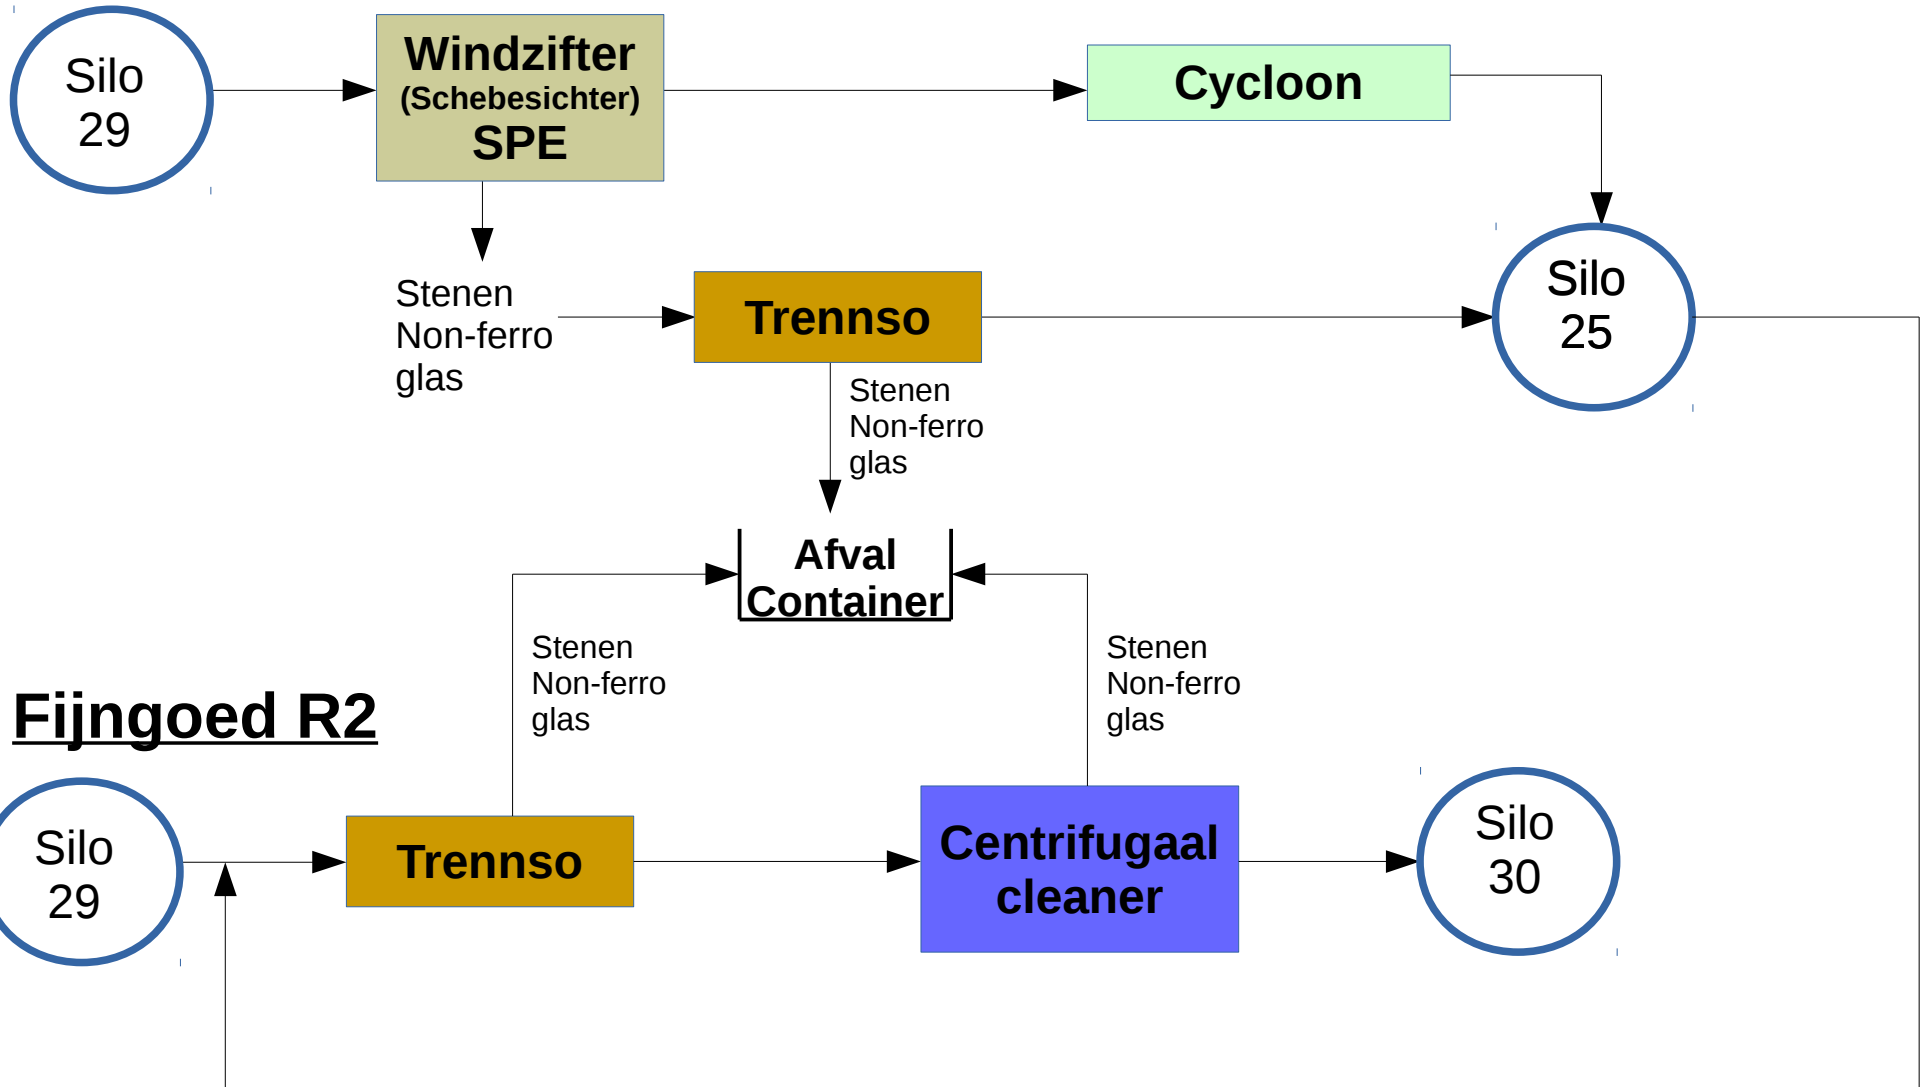 Silo
29
Windzifter
(Schebesichter)
SPE
Cycloon
Stenen
Non-ferro
glas
Trennso
Silo
25
Stenen
Non-ferro
glas
Afval
Container
Stenen
Non-ferro
glas
Stenen
Non-ferro
glas
Fijngoed R2
Silo
29
Trennso
Centrifugaal
cleaner
Silo
30